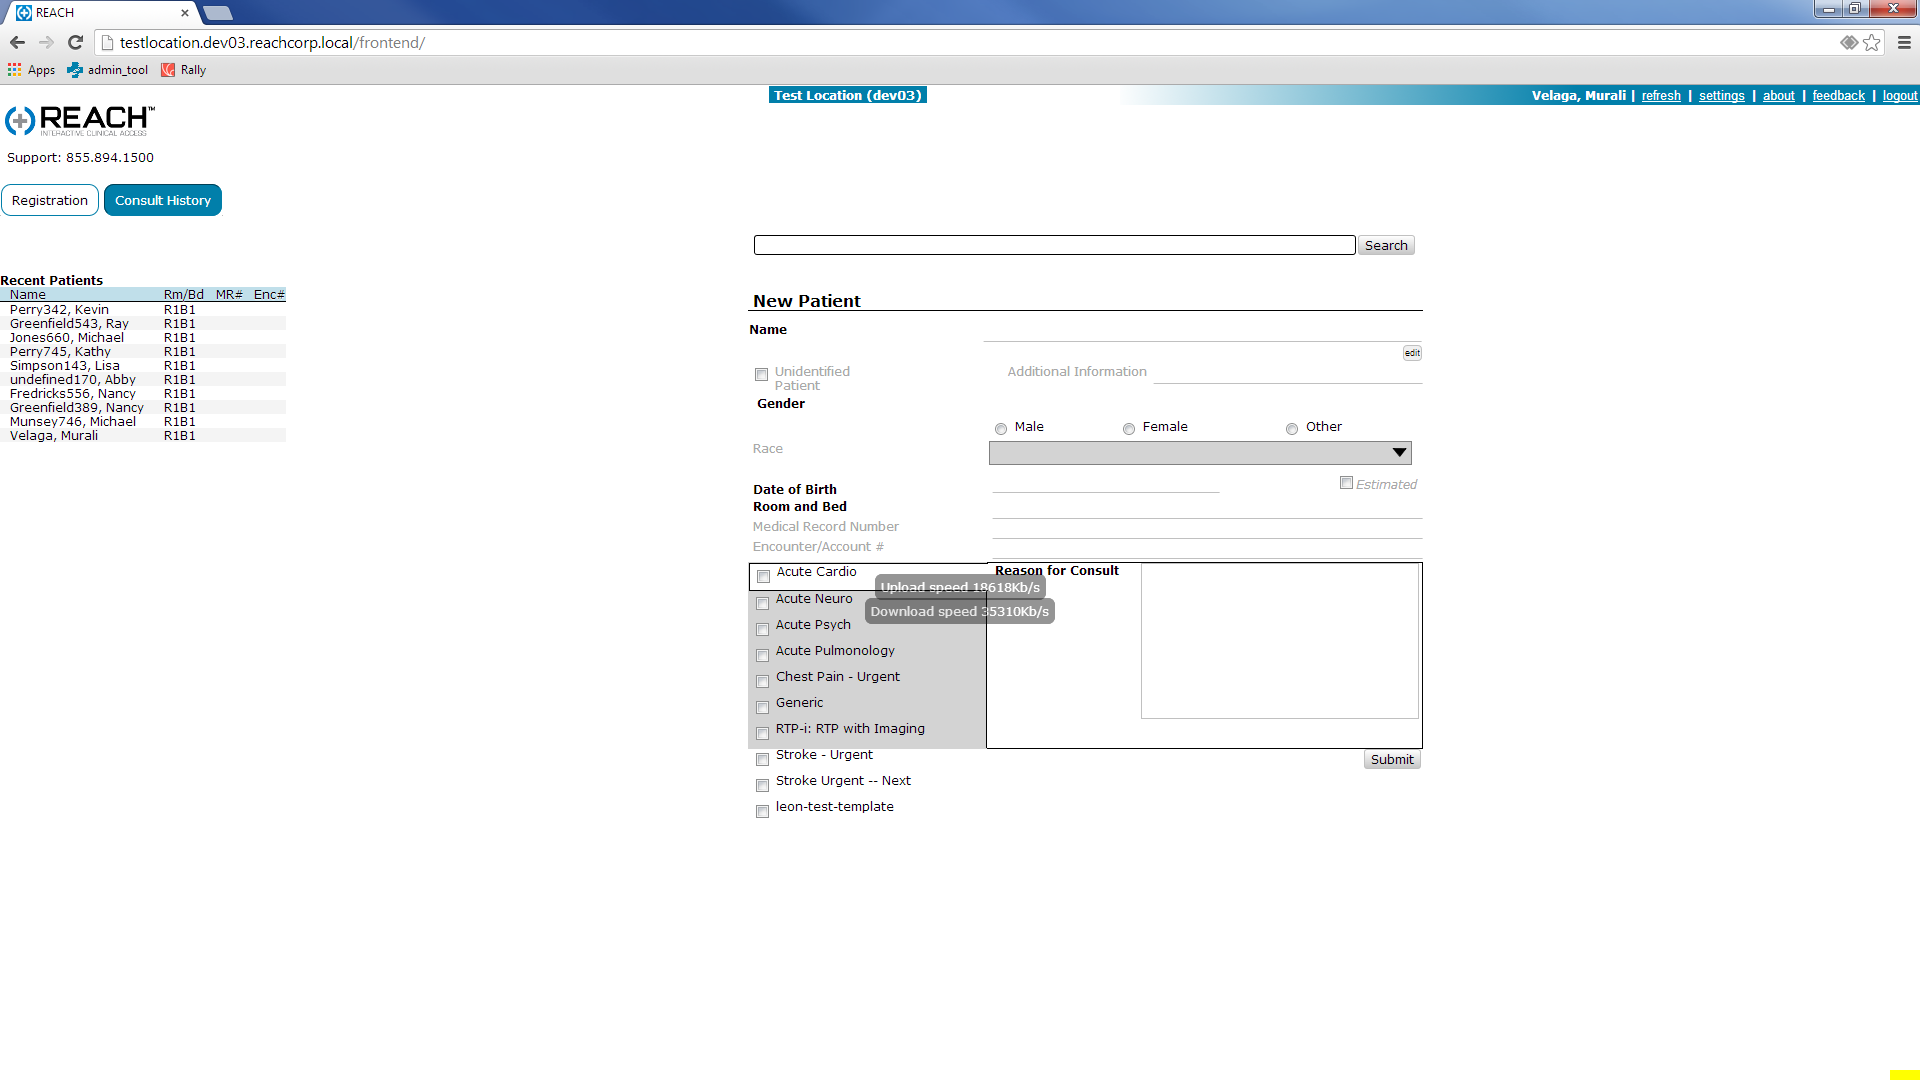 REACH
testlocation.dev03.reachcorp.local/frontend/
Apps admin_tool Rally
Test Location (dev03)
Velaga, Murali | refresh | settings | about | feedback | logout
REACH™
INTERACTIVE CLINICAL ACCESS
Support: 855.894.1500
Registration Consult History
Search
Recent Patients
Name Rm/Bd MR# Enc#
Perry342, Kevin R1B1
Greenfield543, Ray R1B1
Jones660, Michael R1B1
Perry745, Kathy R1B1
Simpson143, Lisa R1B1
undefined170, Abby R1B1
Fredricks556, Nancy R1B1
Greenfield389, Nancy R1B1
Munsey746, Michael R1B1
Velaga, Murali R1B1
New Patient
Name
edit
Unidentified
Patient
Additional Information
Gender
Male Female Other
Race
Date of Birth
Estimated
Room and Bed
Medical Record Number
Encounter/Account #
Acute Cardio
Reason for Consult
Upload speed 18618Kb/s
Acute Neuro
Download speed 35310Kb/s
Acute Psych
Acute Pulmonology
Chest Pain - Urgent
Generic
RTP-i: RTP with Imaging
Stroke - Urgent
Submit
Stroke Urgent -- Next
leon-test-template